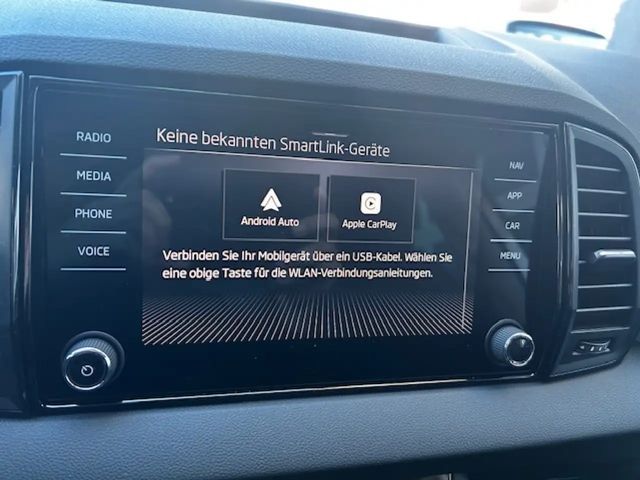 RADIO
MEDIA
PHONE
VOICE
Keine bekannten SmartLink-Geräte
Android Auto
Apple CarPlay
Verbinden Sie Ihr Mobilgerät über ein USB-Kabel. Wählen Sie
eine obige Taste für die WLAN-Verbindungsanleitungen.
NAV
APP
CAR
MENU